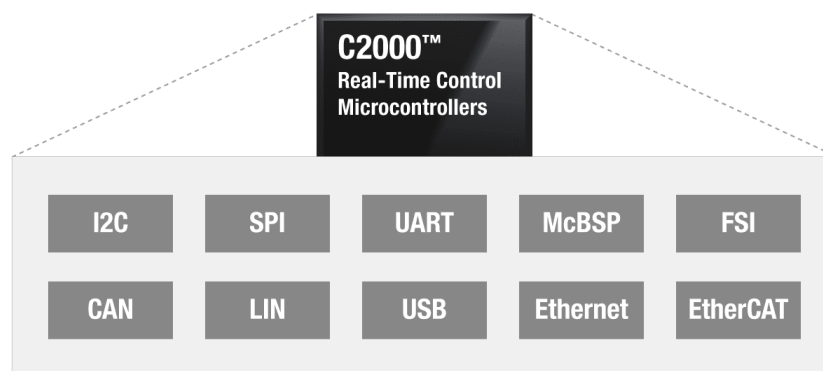 C2000™
Real-Time Control
Microcontrollers
I2C SPI UART McBSP FSI
CAN LIN USB Ethernet EtherCAT